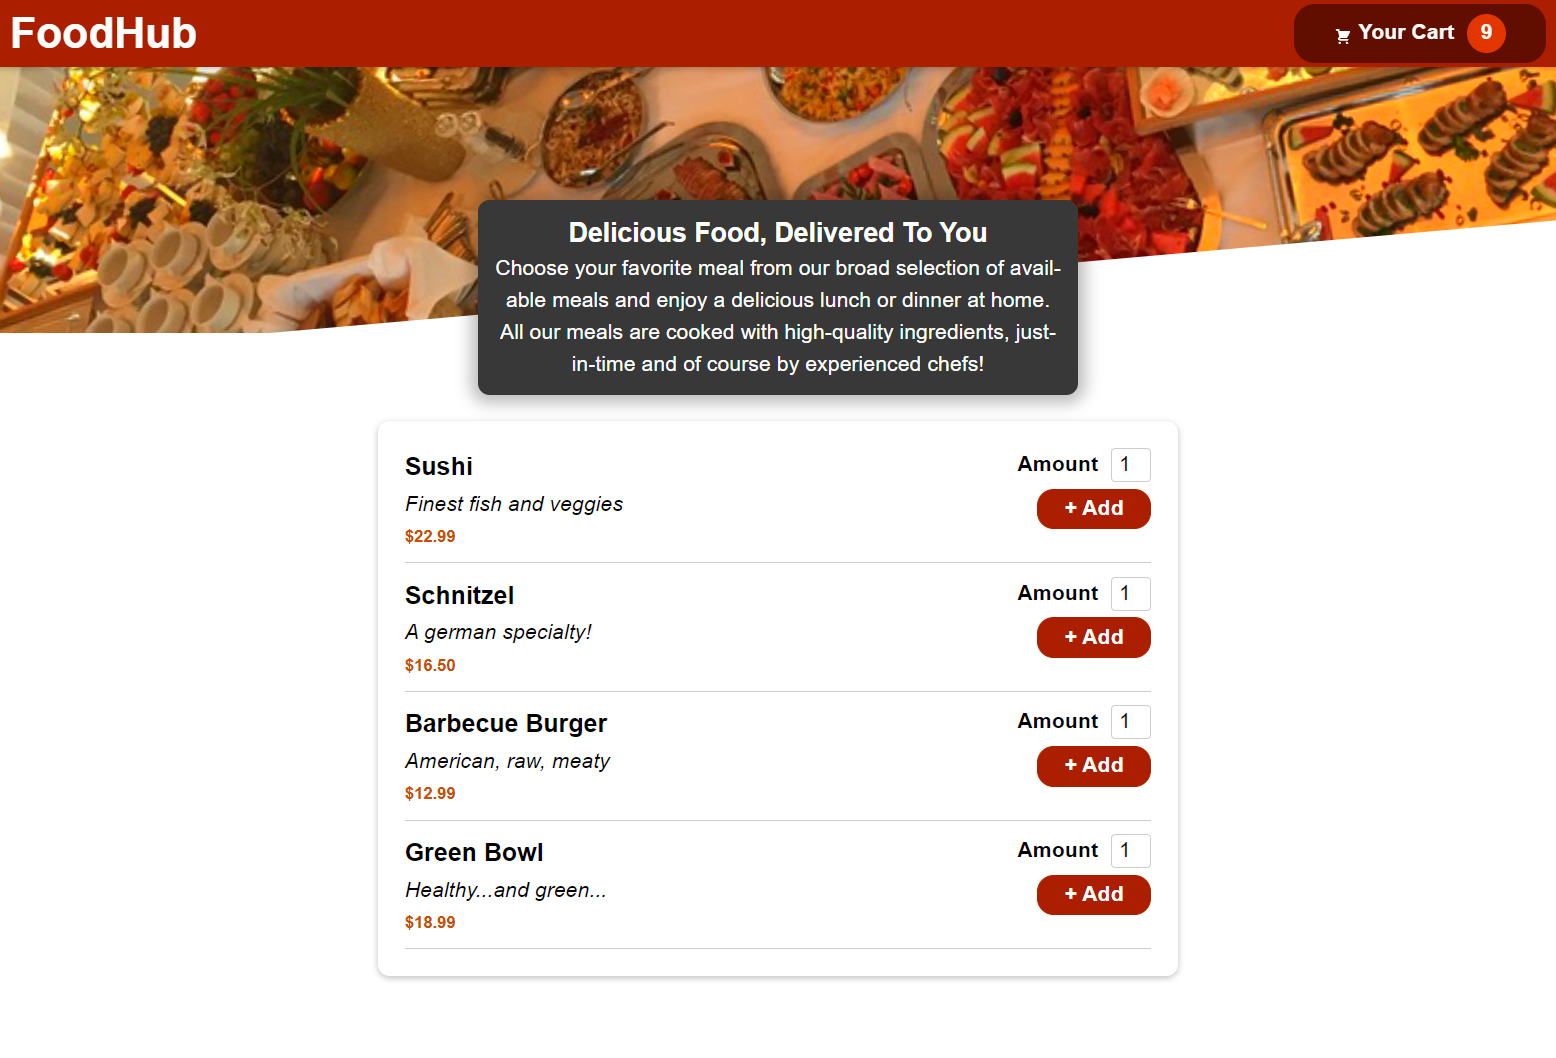 FoodHub
Your Cart 9
Delicious Food, Delivered To You
Choose your favorite meal from our broad selection of avail-
able meals and enjoy a delicious lunch or dinner at home.
All our meals are cooked with high-quality ingredients, just-
in-time and of course by experienced chefs!
Sushi
Amount 1
Finest fish and veggies
+ Add
$22.99
Schnitzel
Amount 1
A german specialty!
+ Add
$16.50
Barbecue Burger
Amount 1
American, raw, meaty
+ Add
$12.99
Green Bowl
Amount 1
Healthy...and green...
+ Add
$18.99